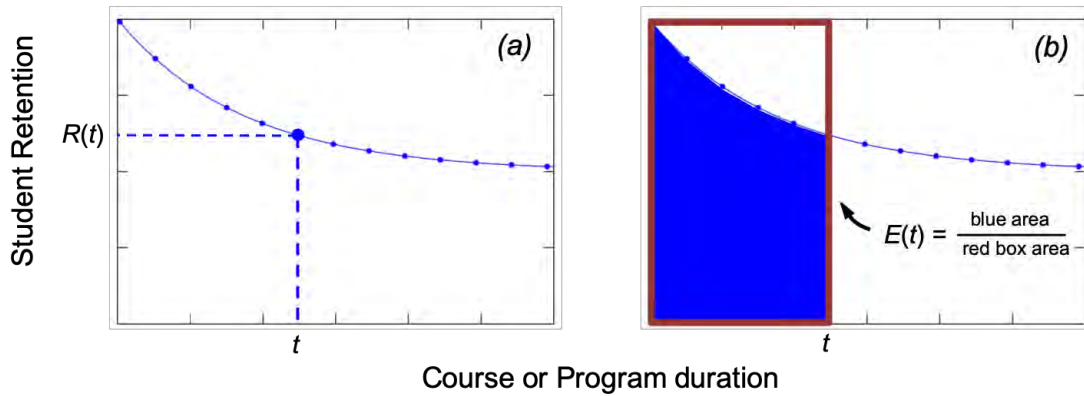 Student Retention
(a)
R(t)
t
(b)
E(t) = blue area
red box area
t
Course or Program duration